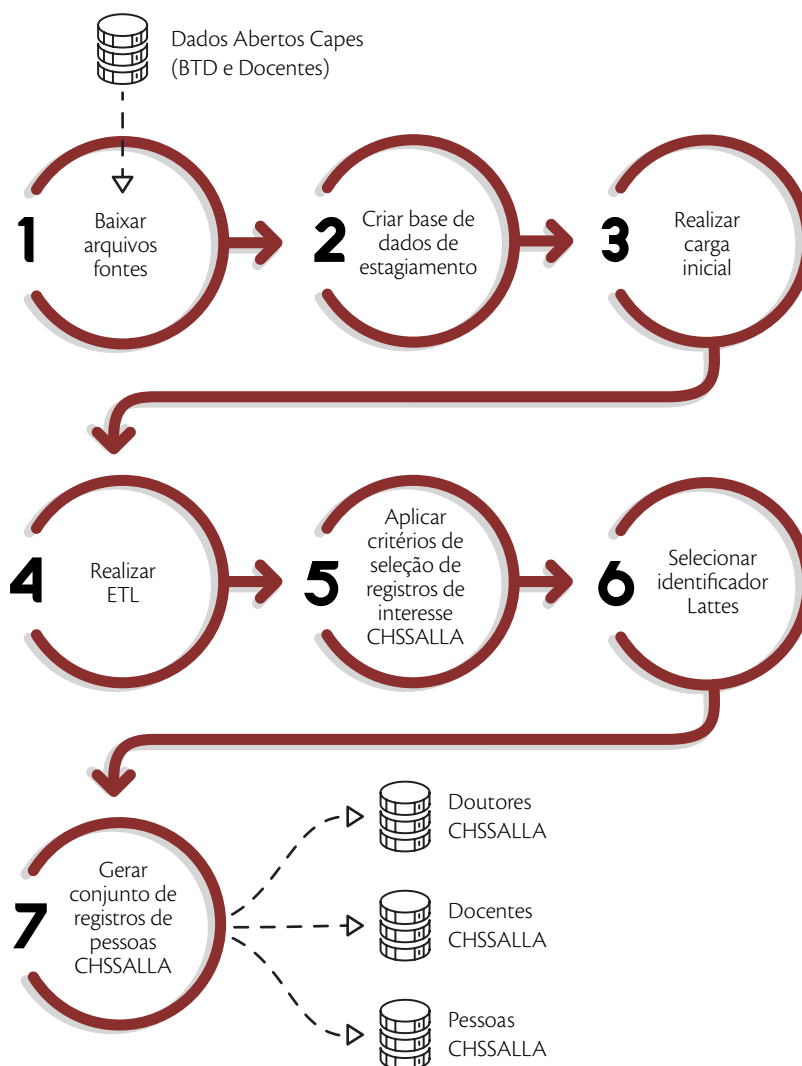 Dados Abertos Capes
(BTD e Docentes)
1
Baixar
arquivos
fontes
2
Criar base de
dados de
estagiamento
3
Realizar
carga
inicial
4
Realizar
ETL
5
Aplicar
critérios de
seleção de
registros de
interesse
CHSSALLA
6
Selecionar
identificador
Lattes
7
Gerar
conjunto de
registros de
pessoas
CHSSALLA
Doutores
CHSSALLA
Docentes
CHSSALLA
Pessoas
CHSSALLA